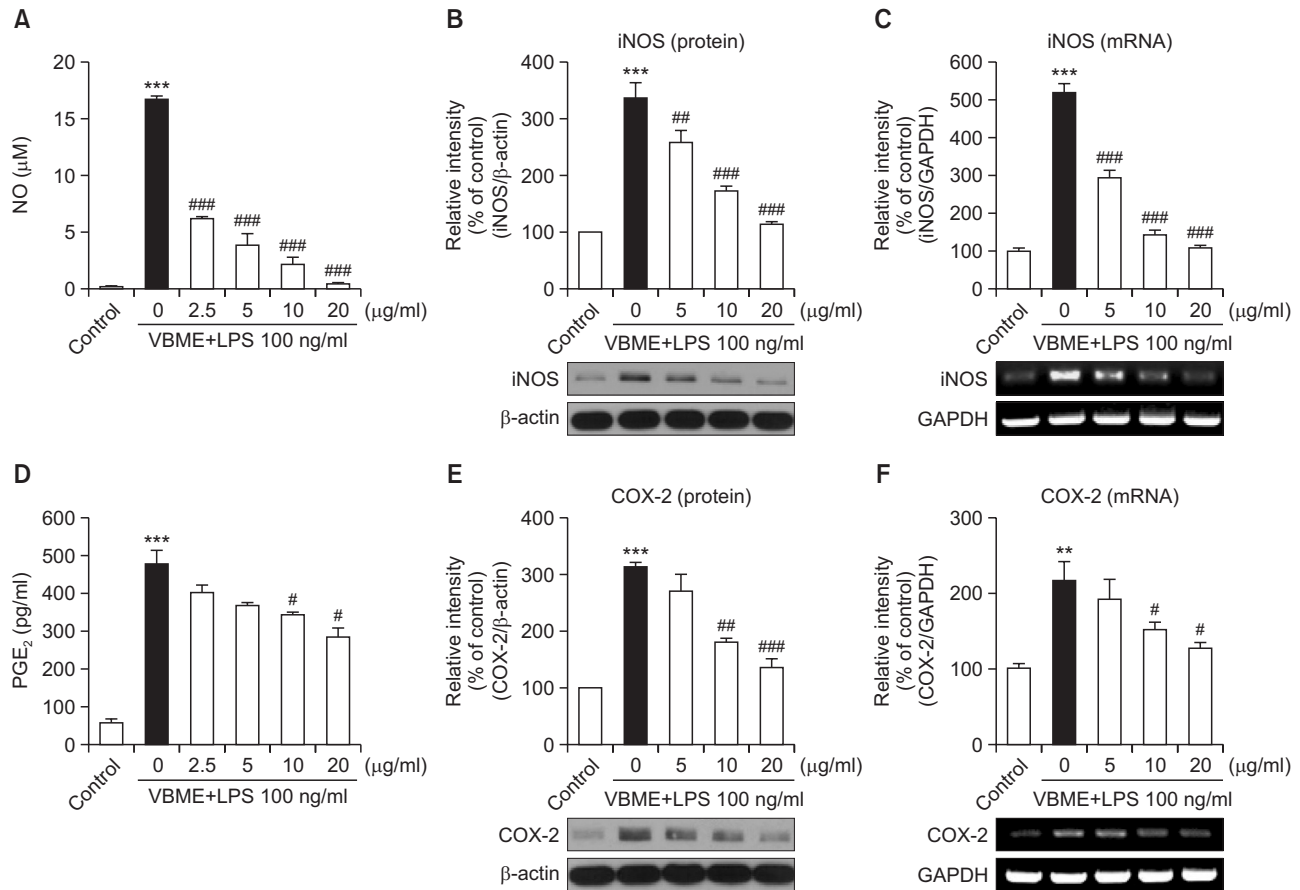 A
NO (μM)
20
15
10
5
0
***
###
###
###
###
Control
0 2.5 5 10 20 (μg/ml)
VBME+LPS 100 ng/ml
B
iNOS (protein)
Relative intensity
(% of control)
(iNOS/β-actin)
400
300
200
100
0
***
##
###
###
Control
0 5 10 20 (μg/ml)
VBME+LPS 100 ng/ml
iNOS
β-actin
C
iNOS (mRNA)
Relative intensity
(% of control)
(iNOS/GAPDH)
600
500
400
300
200
100
0
***
###
###
###
Control
0 5 10 20 (μg/ml)
VBME+LPS 100 ng/ml
iNOS
GAPDH
D
PGE₂ (pg/ml)
600
500
400
300
200
100
0
***
#
#
Control
0 2.5 5 10 20 (μg/ml)
VBME+LPS 100 ng/ml
E
COX-2 (protein)
Relative intensity
(% of control)
(COX-2/β-actin)
400
300
200
100
0
***
##
###
Control
0 5 10 20 (μg/ml)
VBME+LPS 100 ng/ml
COX-2
β-actin
F
COX-2 (mRNA)
Relative intensity
(% of control)
(COX-2/GAPDH)
300
200
100
0
**
#
#
Control
0 5 10 20 (μg/ml)
VBME+LPS 100 ng/ml
COX-2
GAPDH